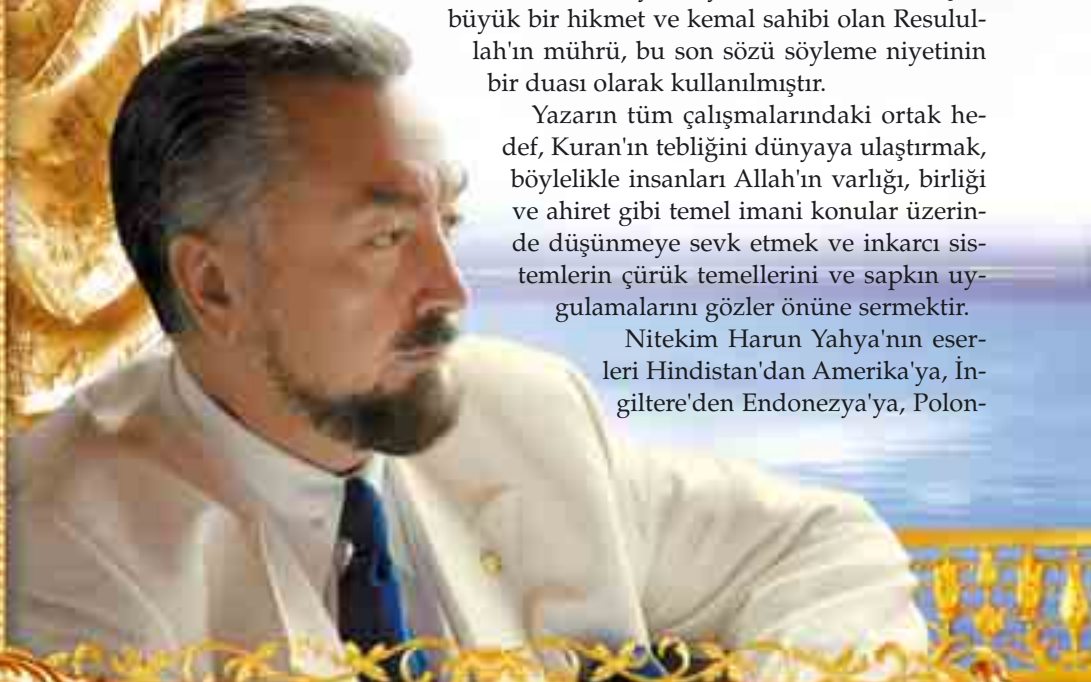 büyük bir hikmet ve kemal sahibi olan Resulul-
lah'ın mührü, bu son sözü söyleme niyetinin
bir duası olarak kullanılmıştır.
Yazarın tüm çalışmalarındaki ortak he-
def, Kuran'ın tebliğini dünyaya ulaştırmak,
böylelikle insanları Allah'ın varlığı, birliği
ve ahiret gibi temel imani konular üzerin-
de düşünmeye sevk etmek ve inkarcı sis-
temlerin çürük temellerini ve sapkın uy-
gulamalarını gözler önüne sermektir.
Nitekim Harun Yahya'nın eser-
leri Hindistan'dan Amerika'ya, İn-
giltere'den Endonezya'ya, Polon-